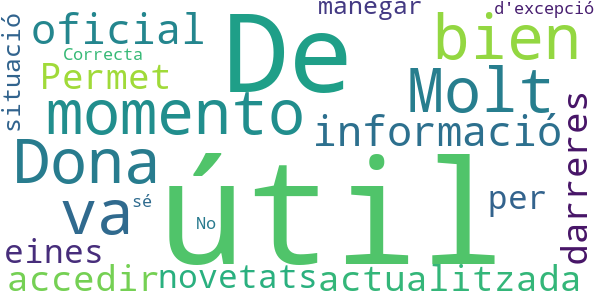 manegar
d'excepció
oficial
De
bien
situació
Correcta
Permet
Molt
momento
informació
darreres
Dona
útil
va
sé
per
No
eines
accedir
novetats
actualitzada